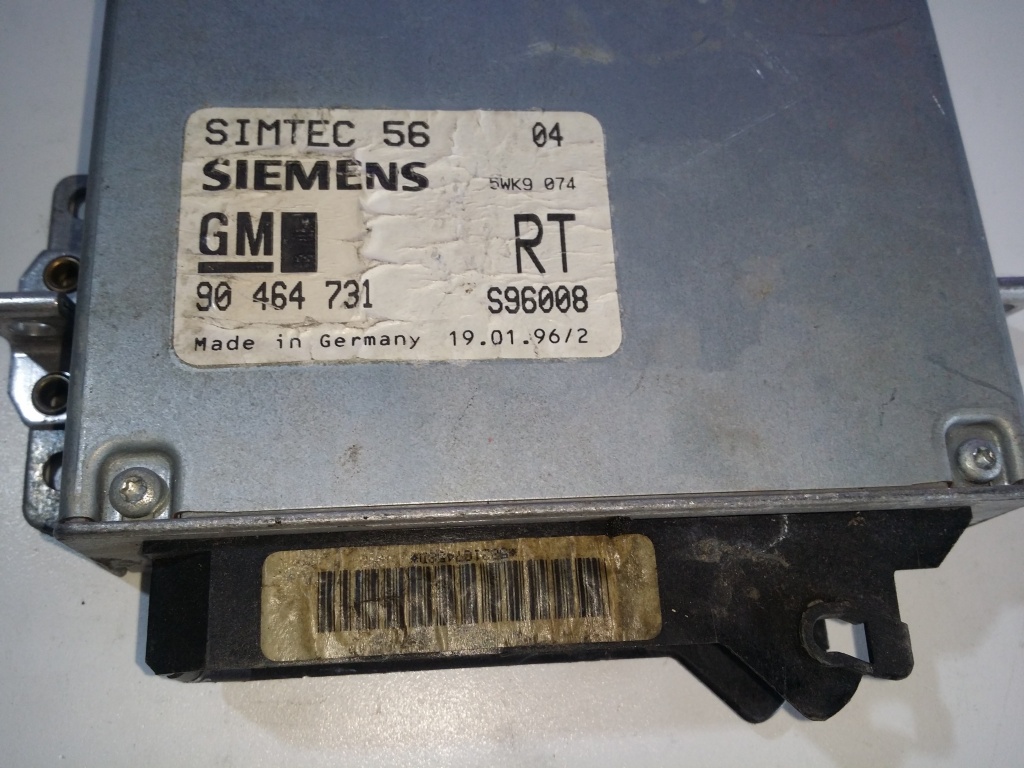 SIMTEC 56 04
SIEMENS 5WK9 074
GM RT
90 464 731 S96008
Made in Germany 19.01.96/2